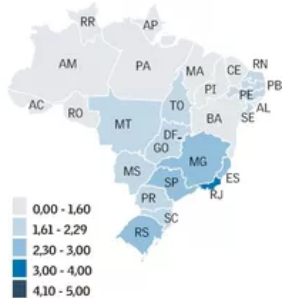 RR
AP
AM
PA
MA
CE
RN
PB
PI
PE
AL
SE
AC
RO
TO
BA
MT
DF
GO
MG
MS
ES
SP
RJ
PR
SC
RS
0,00 - 1,60
1,61 - 2,29
2,30 - 3,00
3,00 - 4,00
4,10 - 5,00